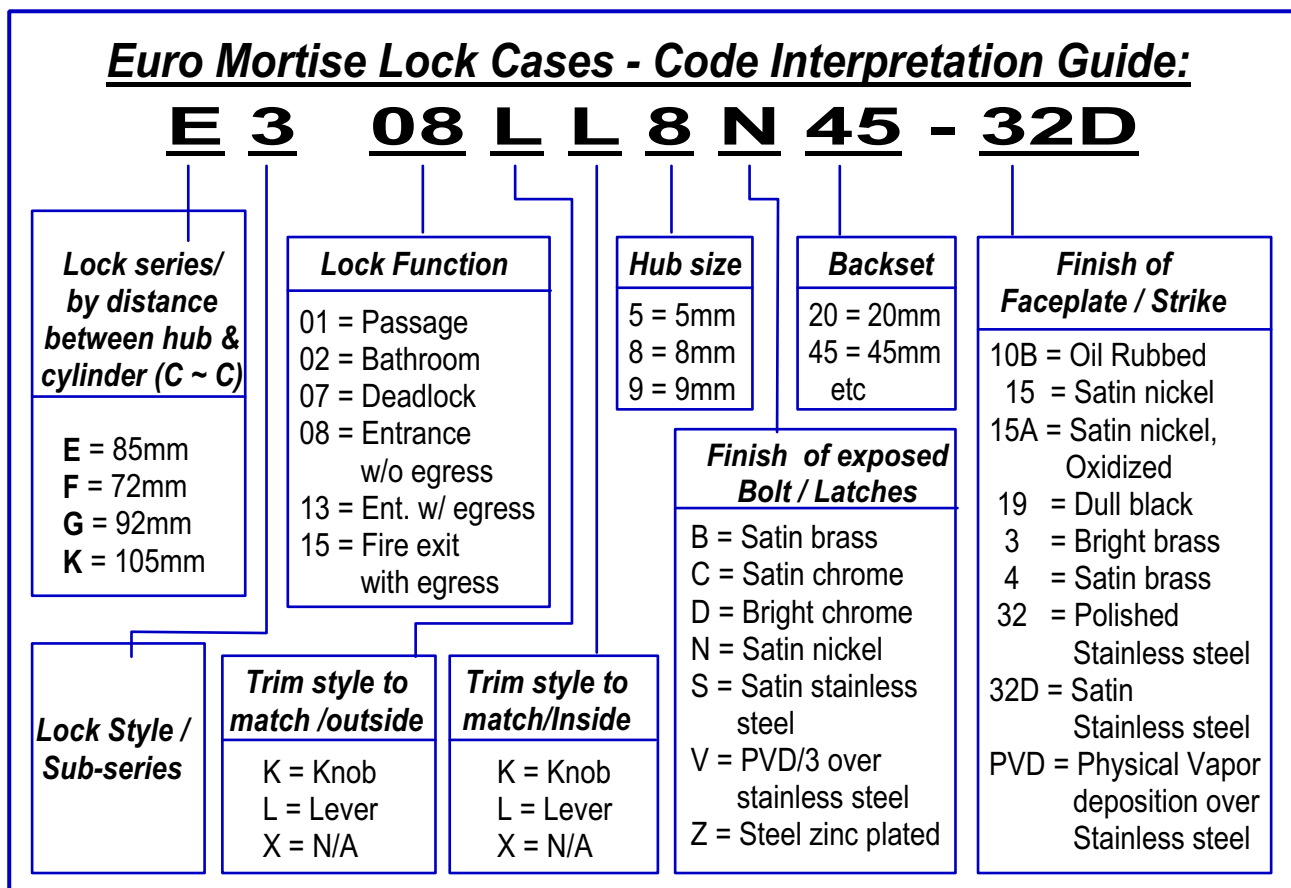 Euro Mortise Lock Cases - Code Interpretation Guide:
E 3 08 L L 8 N 45 - 32D
Lock series/
by distance
between hub &
cylinder (C ~ C)
E = 85mm
F = 72mm
G = 92mm
K = 105mm
Lock Function
01 = Passage
02 = Bathroom
07 = Deadlock
08 = Entrance
w/o egress
13 = Ent. w/ egress
15 = Fire exit
with egress
Hub size
5 = 5mm
8 = 8mm
9 = 9mm
Backset
20 = 20mm
45 = 45mm
etc
Finish of
Faceplate / Strike
10B = Oil Rubbed
15 = Satin nickel
15A = Satin nickel,
Oxidized
19 = Dull black
3 = Bright brass
4 = Satin brass
32 = Polished
Stainless steel
32D = Satin
Stainless steel
PVD = Physical Vapor
deposition over
Stainless steel
Lock Style /
Sub-series
Trim style to
match /outside
K = Knob
L = Lever
X = N/A
Trim style to
match/Inside
K = Knob
L = Lever
X = N/A
Finish of exposed
Bolt / Latches
B = Satin brass
C = Satin chrome
D = Bright chrome
N = Satin nickel
S = Satin stainless
steel
V = PVD/3 over
stainless steel
Z = Steel zinc plated